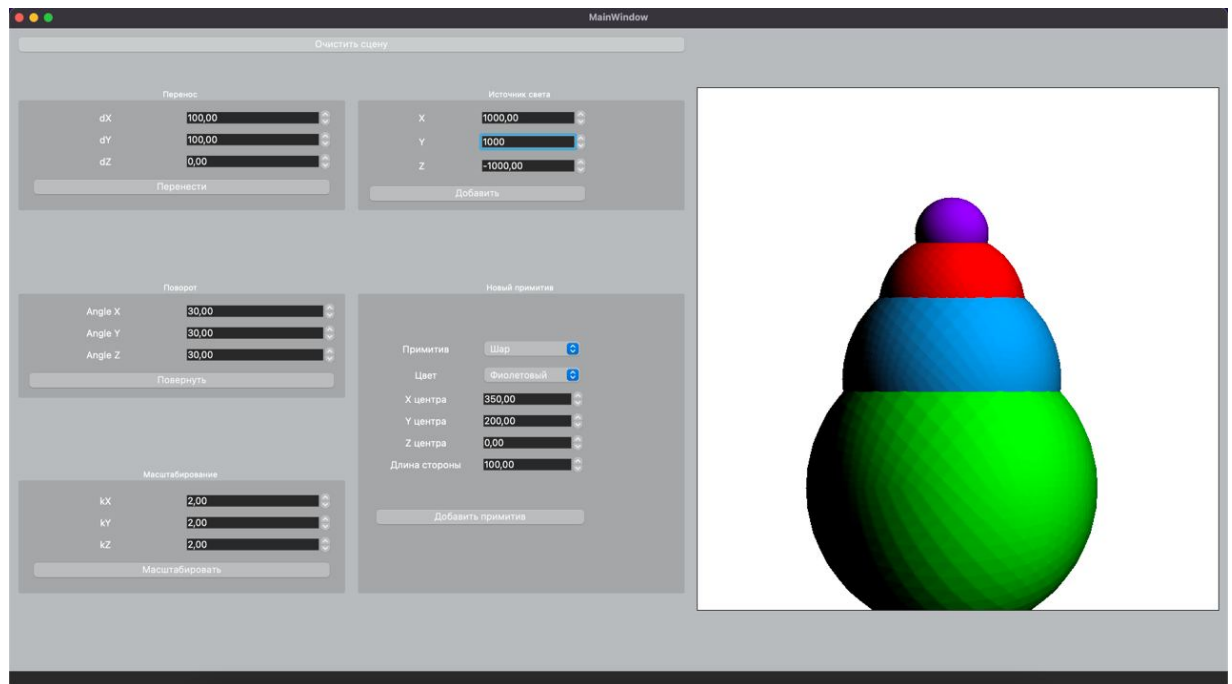 MainWindow
Очистить сцену
Перенос
dX 100,00
dY 100,00
dZ 0,00
Перенести
Источник света
X 1000,00
Y 1000
Z -1000,00
Добавить
Поворот
Angle X 30,00
Angle Y 30,00
Angle Z 30,00
Повернуть
Новый примитив
Примитив Шар
Цвет Фиолетовый
X центра 350,00
Y центра 200,00
Z центра 0,00
Длина стороны 100,00
Добавить примитив
Масштабирование
kX 2,00
kY 2,00
kZ 2,00
Масштабировать